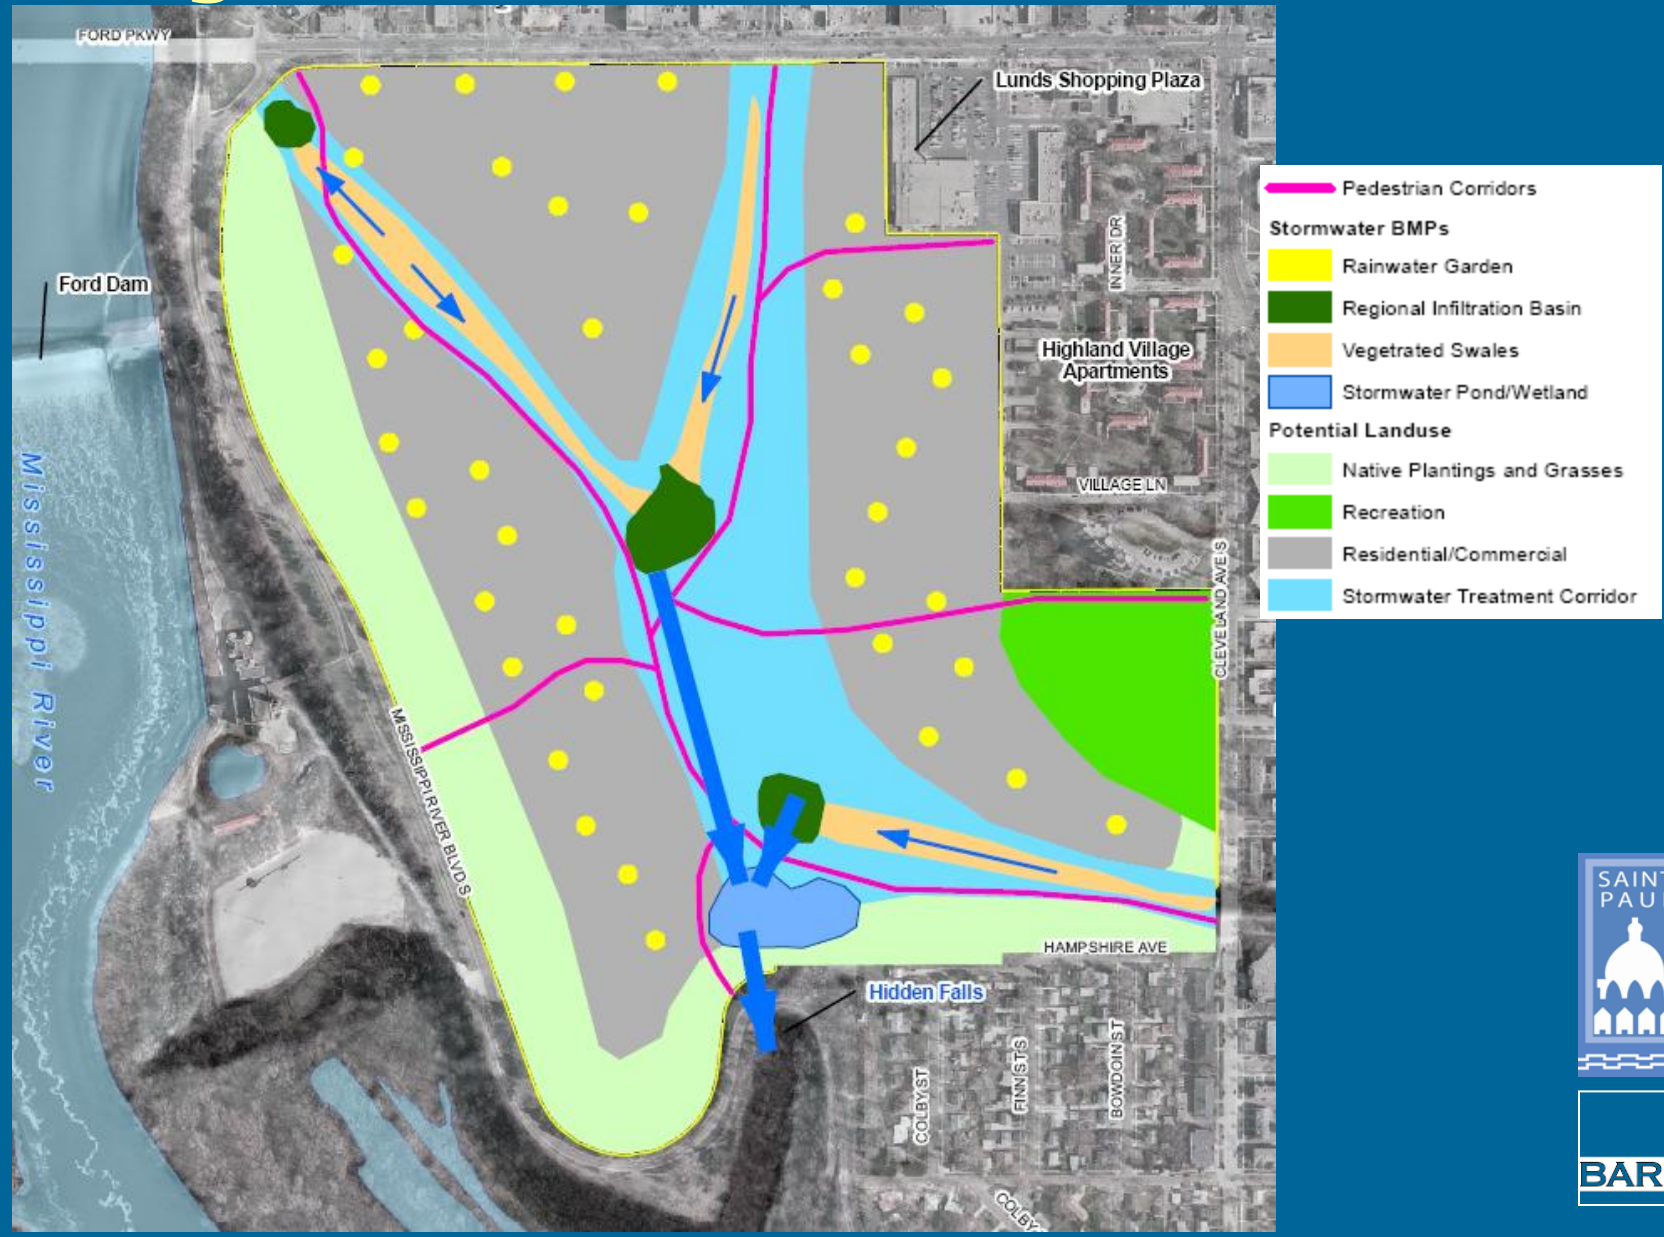 FORD PKWY
Lunds Shopping Plaza
Ford Dam
INNER DR
Highland Village
Apartments
VILLAGE LN
Mississippi River
CLEVELAND AVE S
MISSISSIPPI RIVER BLVD S
HAMPSHIRE AVE
Hidden Falls
COLBY ST
FINN ST S
BOWDOIN ST
COLBY
Pedestrian Corridors
Stormwater BMPs
Rainwater Garden
Regional Infiltration Basin
Vegetrated Swales
Stormwater Pond/Wetland
Potential Landuse
Native Plantings and Grasses
Recreation
Residential/Commercial
Stormwater Treatment Corridor
SAINT
PAU
BAR